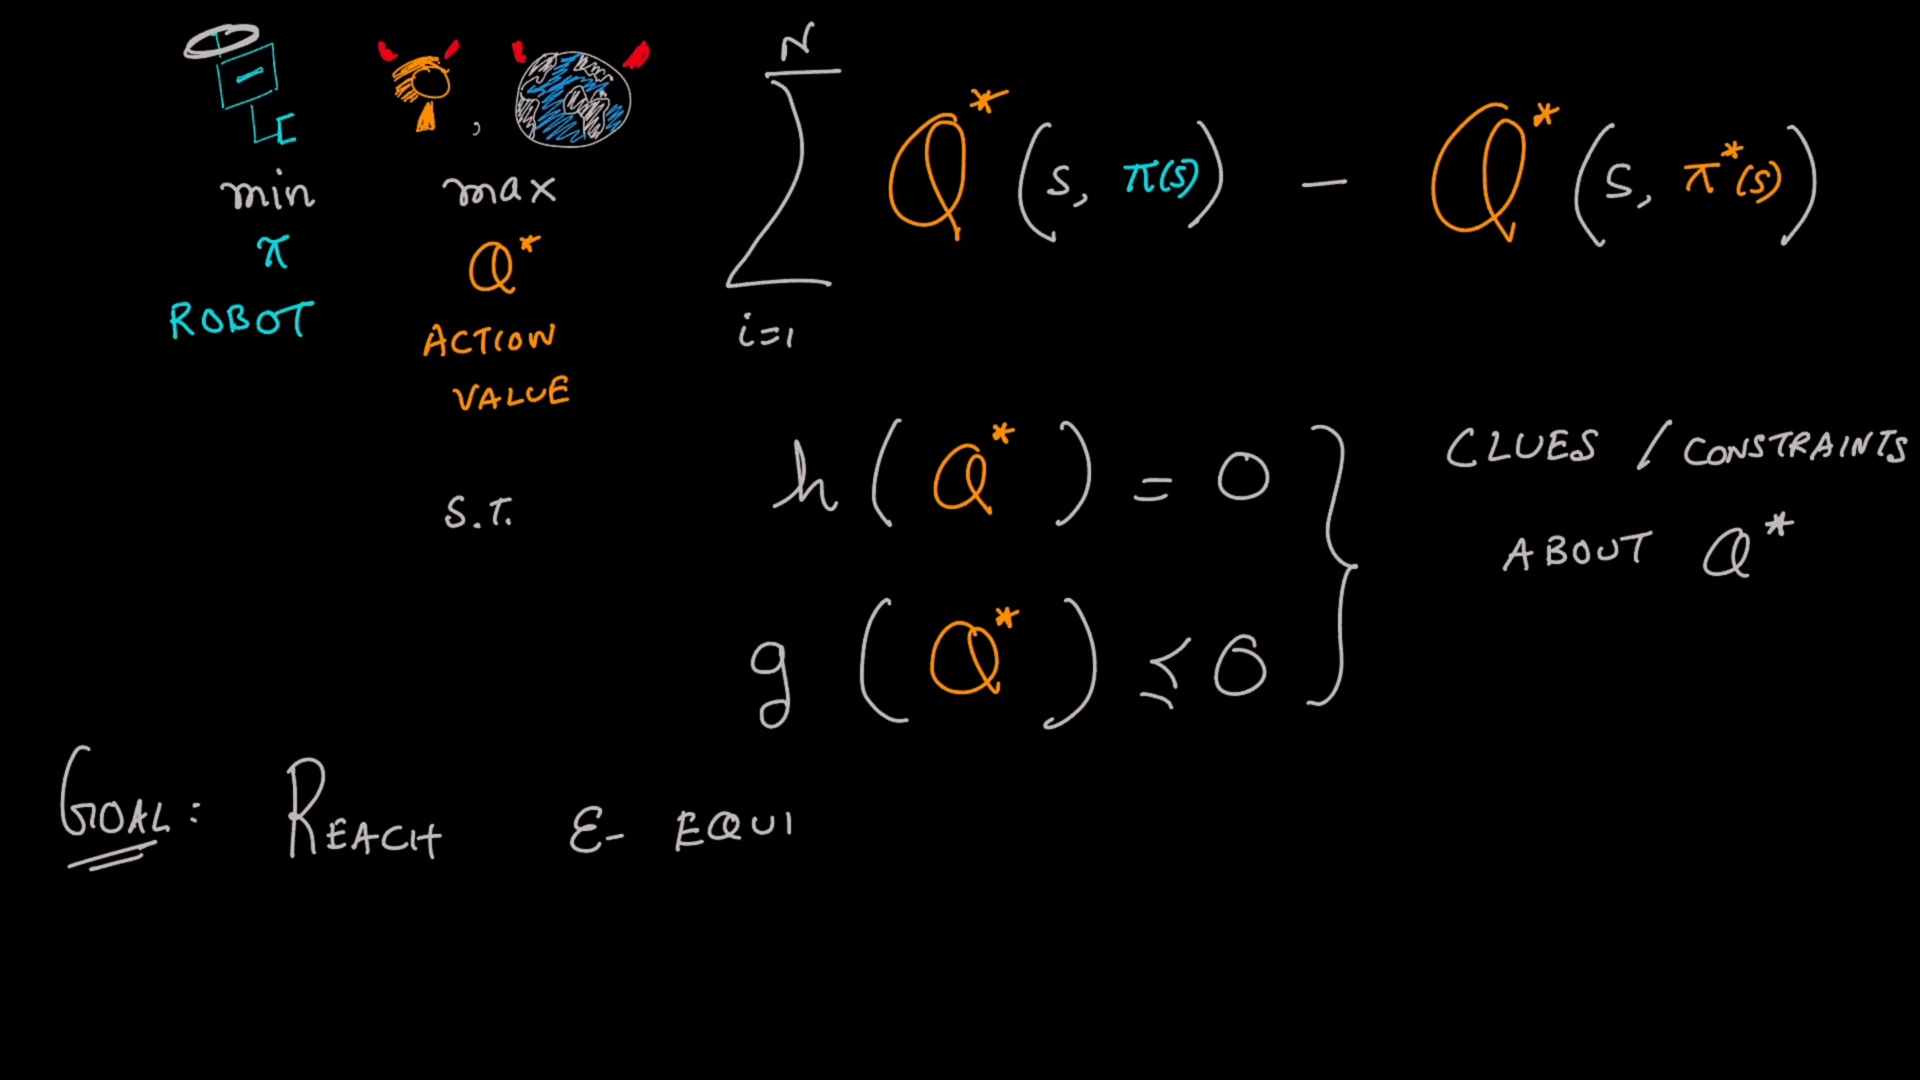 min max N Σ i=1 Q*(s, π(s)) − Q*(s, π*(s))
π Q*
ROBOT ACTION
VALUE
S.T. h(Q*) = 0 CLUES / CONSTRAINTS
g(Q*) ≤ 0 ABOUT Q*
GOAL: REACH ε- EQUI